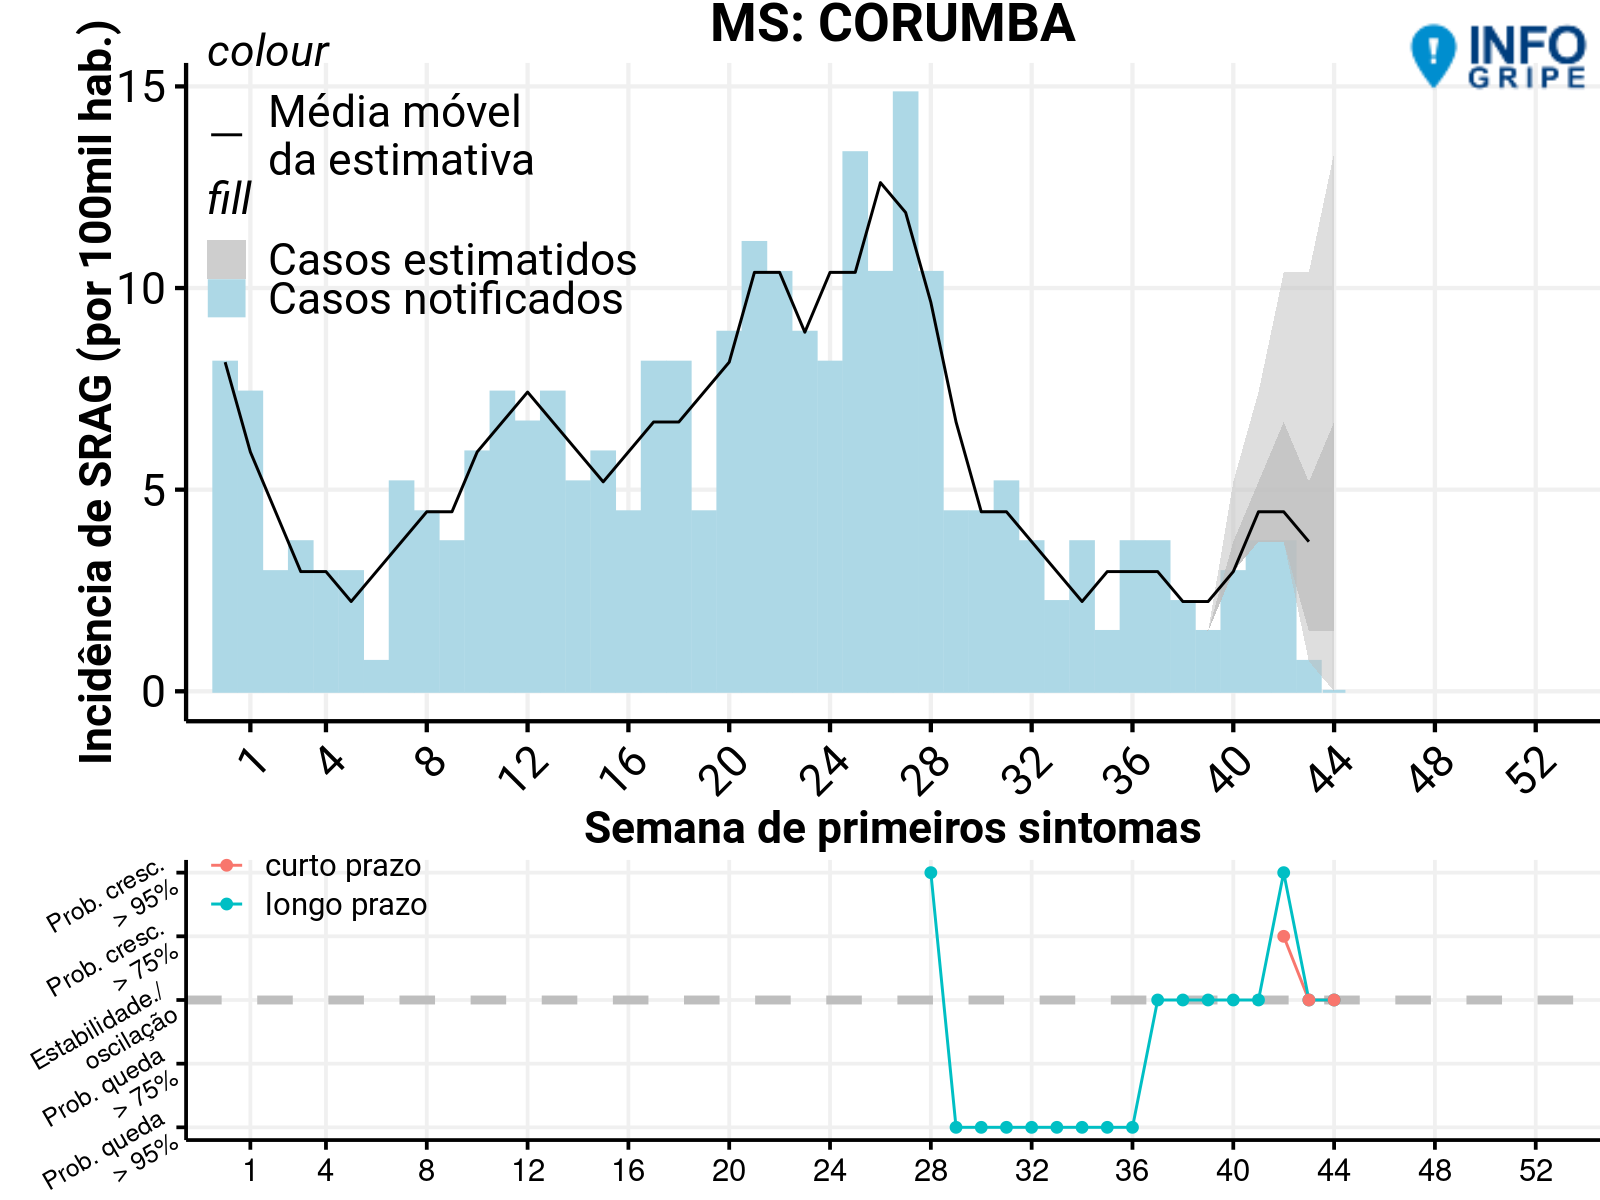 MS: CORUMBA
INFO
GRIPE
Incidência de SRAG (por 100mil hab.)
colour
Média móvel
da estimativa
fill
Casos estimatidos
Casos notificados
15
10
5
0
1 4 8 12 16 20 24 28 32 36 40 44 48 52
Semana de primeiros sintomas
curto prazo
longo prazo
Prob. cresc.
> 95%
Prob. cresc.
> 75%
Estabilidade./
oscilação
Prob. queda
> 75%
Prob. queda
> 95%
1 4 8 12 16 20 24 28 32 36 40 44 48 52